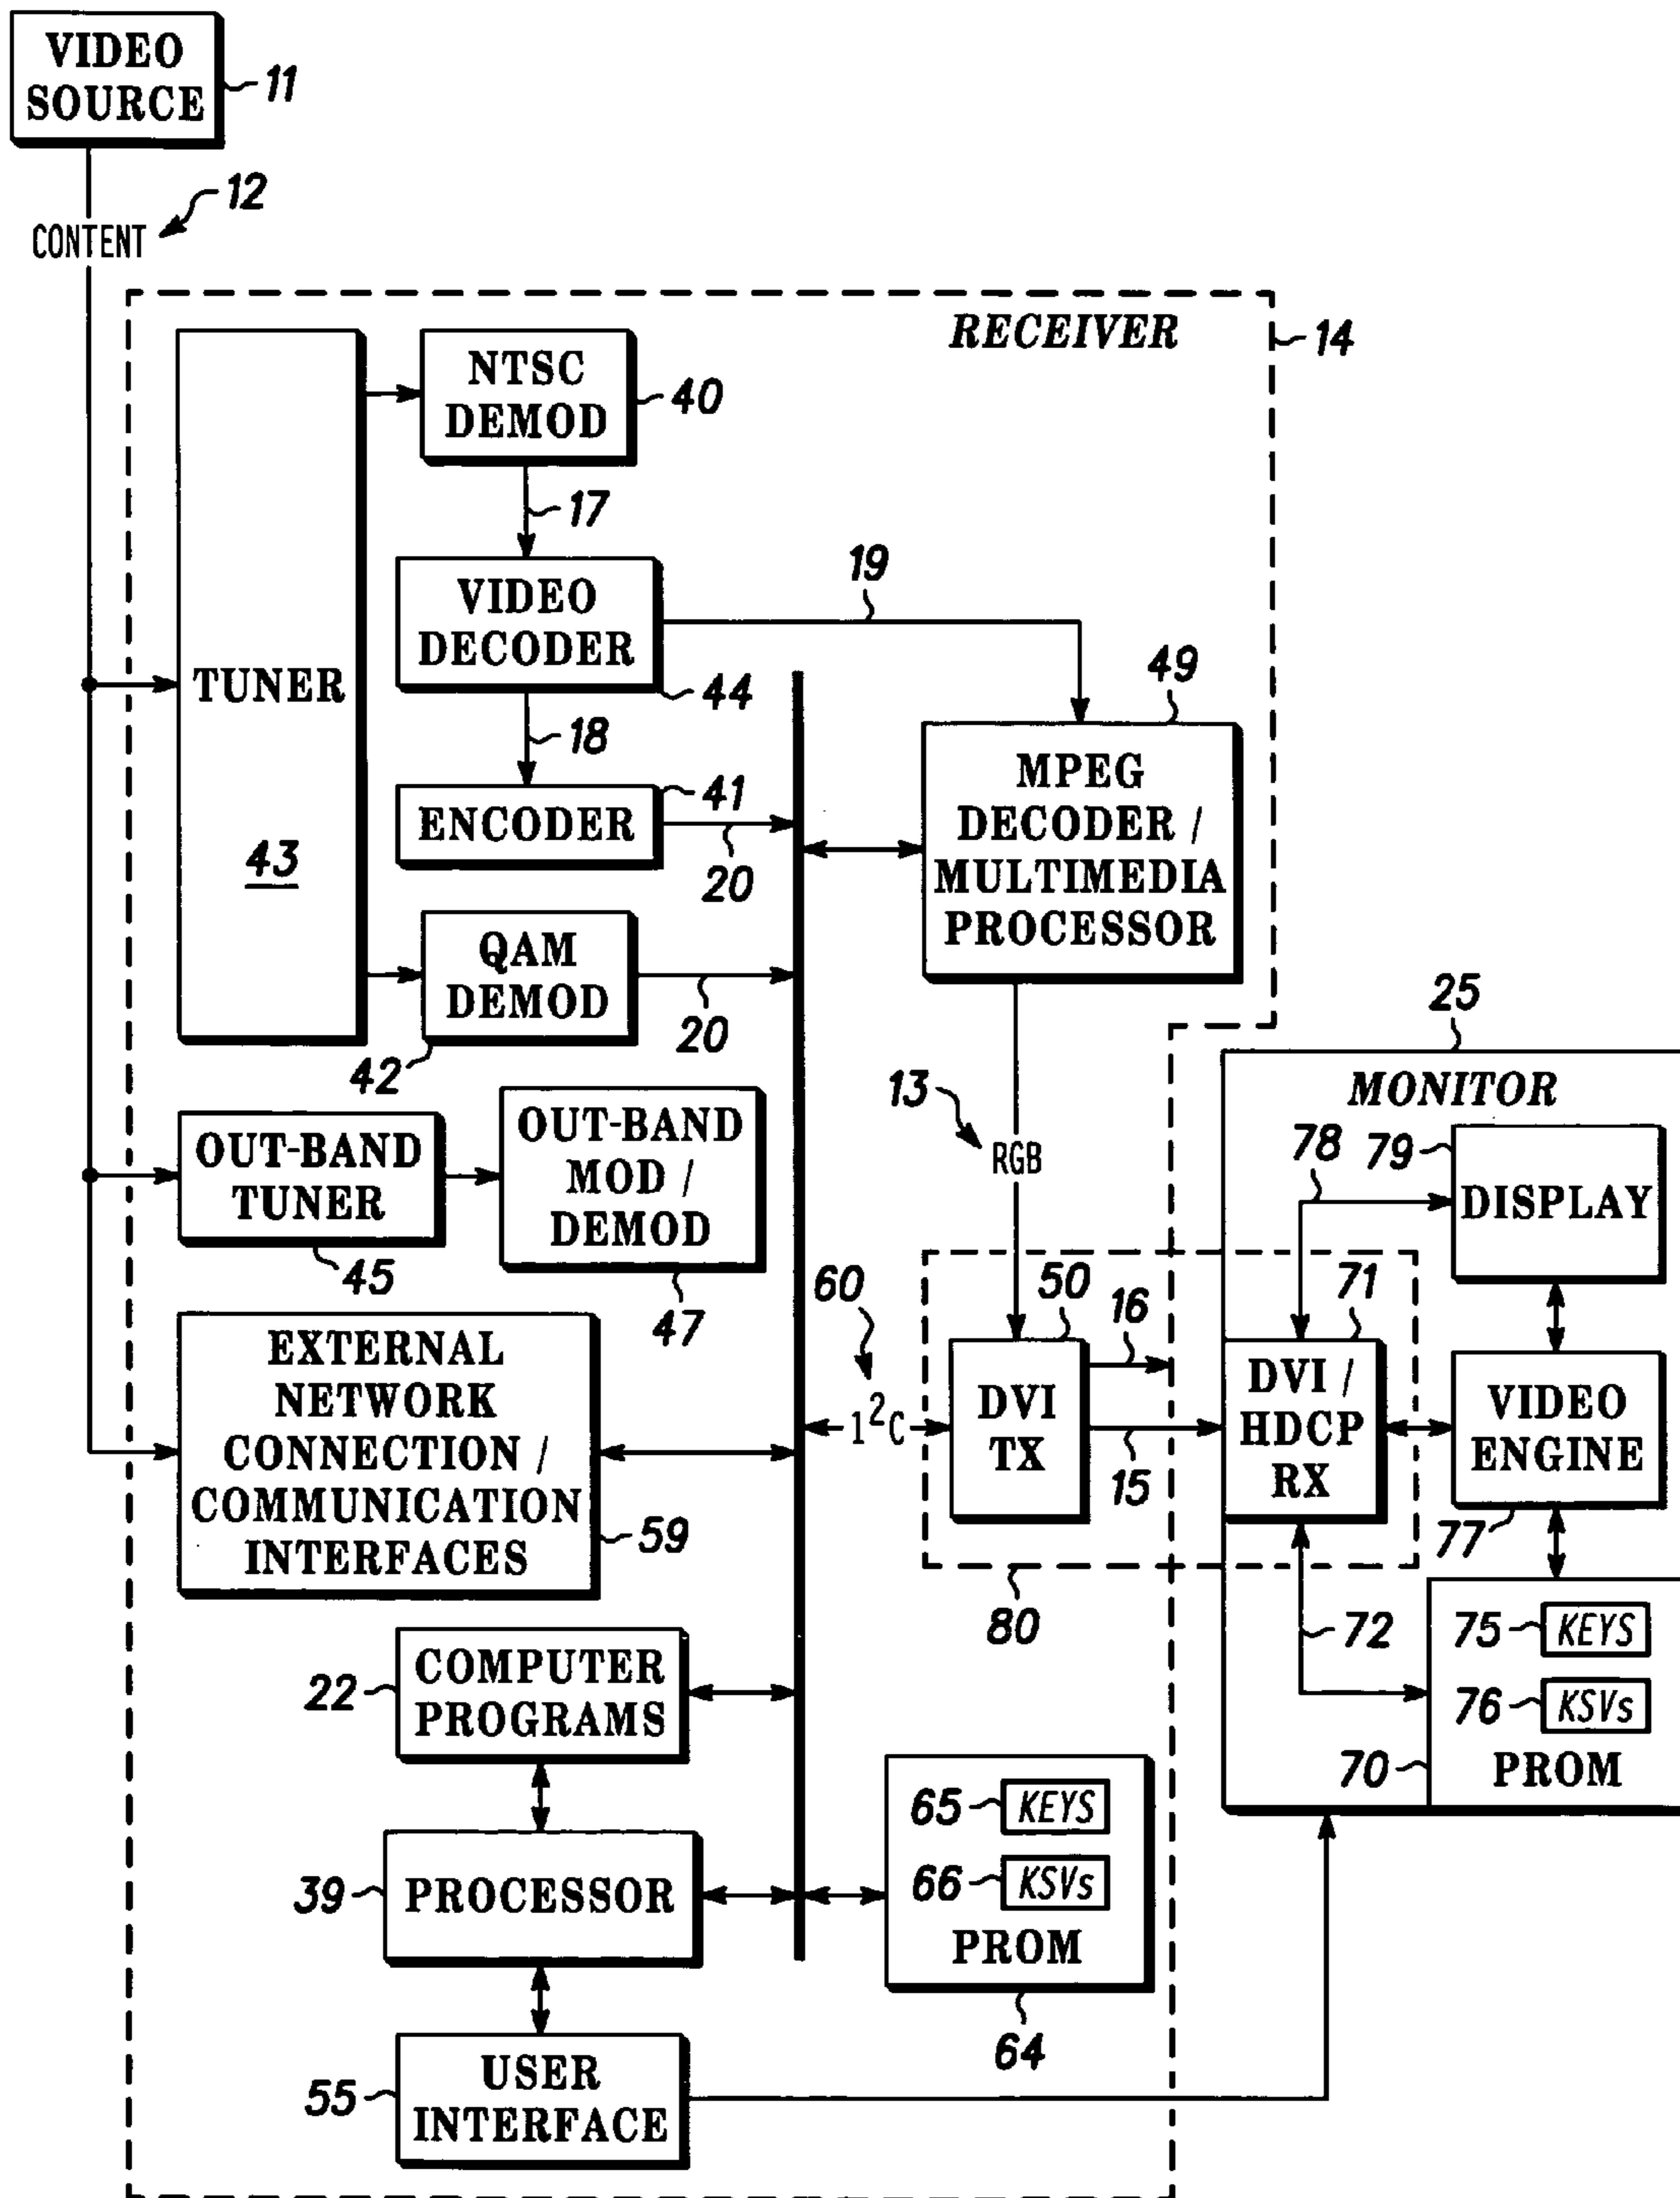 VIDEO
SOURCE
11
12
CONTENT
RECEIVER
14
TUNER
43
NTSC
DEMOD
40
17
VIDEO
DECODER
44
19
18
ENCODER
41
20
QAM
DEMOD
42
20
MPEG
DECODER /
MULTIMEDIA
PROCESSOR
49
13
RGB
OUT-BAND
TUNER
45
OUT-BAND
MOD /
DEMOD
47
EXTERNAL
NETWORK
CONNECTION /
COMMUNICATION
INTERFACES
59
60
1²C
50
DVI
TX
16
15
80
25
MONITOR
78
79
DISPLAY
71
DVI /
HDCP
RX
VIDEO
ENGINE
77
72
75
KEYS
76
KSVs
70
PROM
22
COMPUTER
PROGRAMS
39
PROCESSOR
65
KEYS
66
KSVs
PROM
64
55
USER
INTERFACE